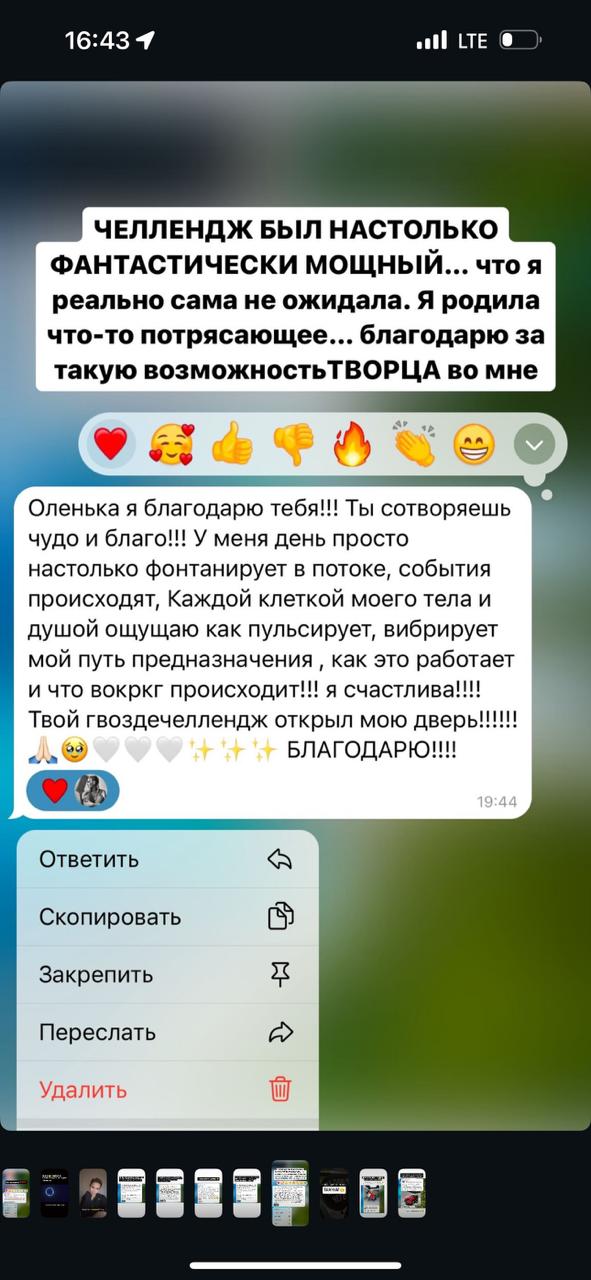 16:43
LTE
ЧЕЛЛЕНДЖ БЫЛ НАСТОЛЬКО
ФАНТАСТИЧЕСКИ МОЩНЫЙ... что я
реально сама не ожидала. Я родила
что-то потрясающее... благодарю за
такую возможностьТВОРЦА во мне
Оленька я благодарю тебя!!! Ты сотворяешь
чудо и благо!!! У меня день просто
настолько фонтанирует в потоке, события
происходят, Каждой клеткой моего тела и
душой ощущаю как пульсирует, вибрирует
мой путь предназначения , как это работает
и что вокркг происходит!!! я счастлива!!!!
Твой гвоздечеллендж открыл мою дверь!!!!!!
🙏🏻🥹🤍🤍🤍✨✨✨ БЛАГОДАРЮ!!!!
19:44
Ответить
Скопировать
Закрепить
Переслать
Удалить